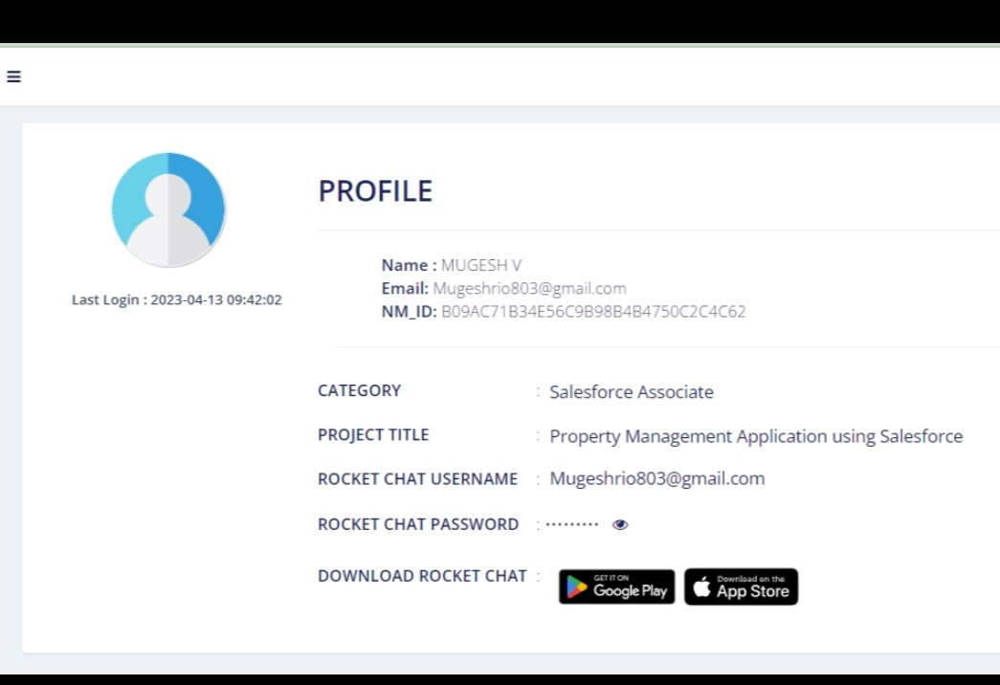 PROFILE
Name : MUGESH V
Email: Mugeshrio803@gmail.com
NM_ID: B09AC71B34E56C9B98B4B4750C2C4C62
Last Login : 2023-04-13 09:42:02
CATEGORY : Salesforce Associate
PROJECT TITLE : Property Management Application using Salesforce
ROCKET CHAT USERNAME : Mugeshrio803@gmail.com
ROCKET CHAT PASSWORD : ·········
DOWNLOAD ROCKET CHAT :
GET IT ON
Google Play
Download on the
App Store